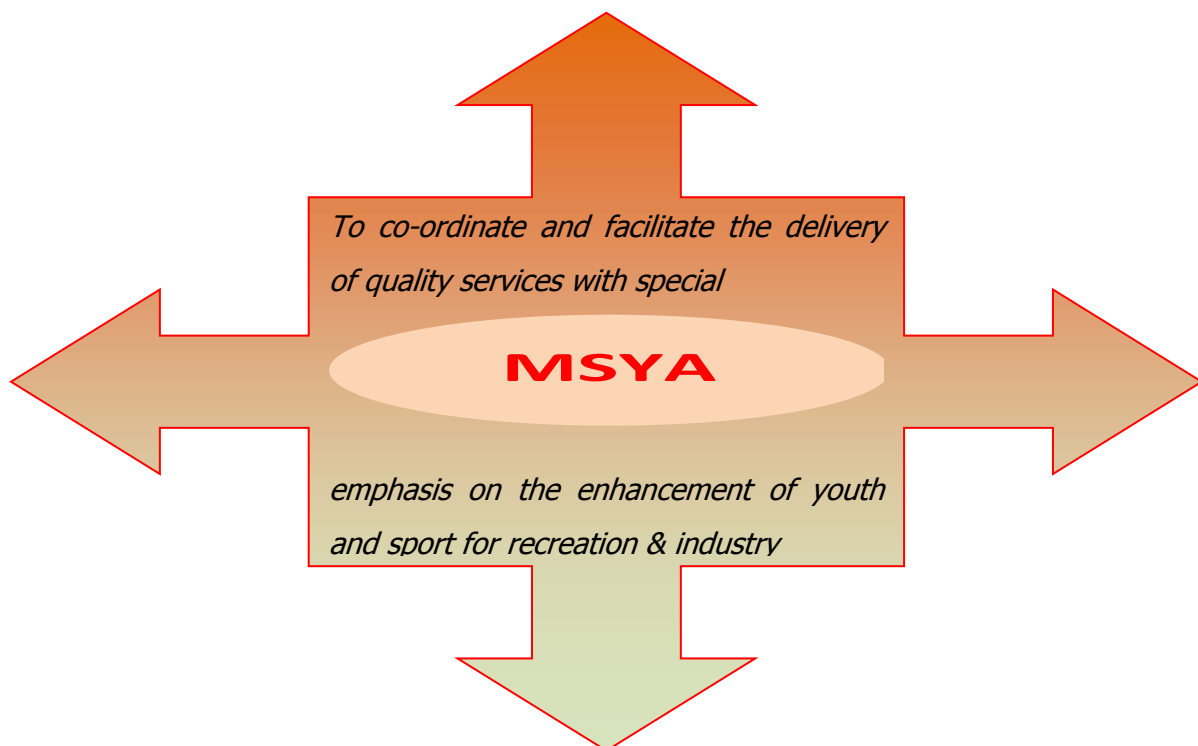 To co-ordinate and facilitate the delivery
of quality services with special
MSYA
emphasis on the enhancement of youth
and sport for recreation & industry